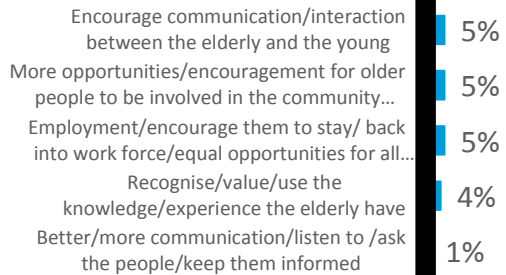 Encourage communication/interaction
between the elderly and the young
5%
More opportunities/encouragement for older
people to be involved in the community…
5%
Employment/encourage them to stay/ back
into work force/equal opportunities for all…
5%
Recognise/value/use the
knowledge/experience the elderly have
4%
Better/more communication/listen to /ask
the people/keep them informed
1%